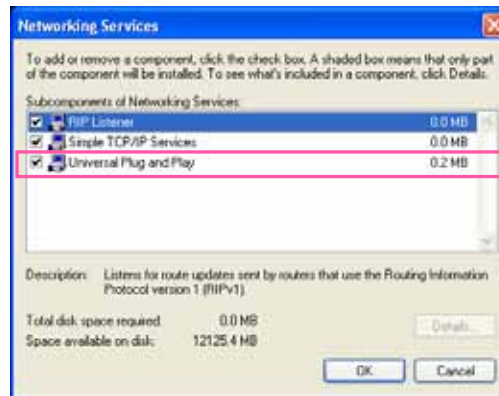 Networking Services
To add or remove a component, click the check box. A shaded box means that only part
of the component will be installed. To see what's included in a component, click Details.
Subcomponents of Networking Services:
RIP Listener 0.0 MB
Simple TCP/IP Services 0.0 MB
Universal Plug and Play 0.2 MB
Description: Listens for route updates sent by routers that use the Routing Information
Protocol version 1 (RIPv1).
Total disk space required: 0.0 MB
Space available on disk: 12125.4 MB
Details...
OK
Cancel